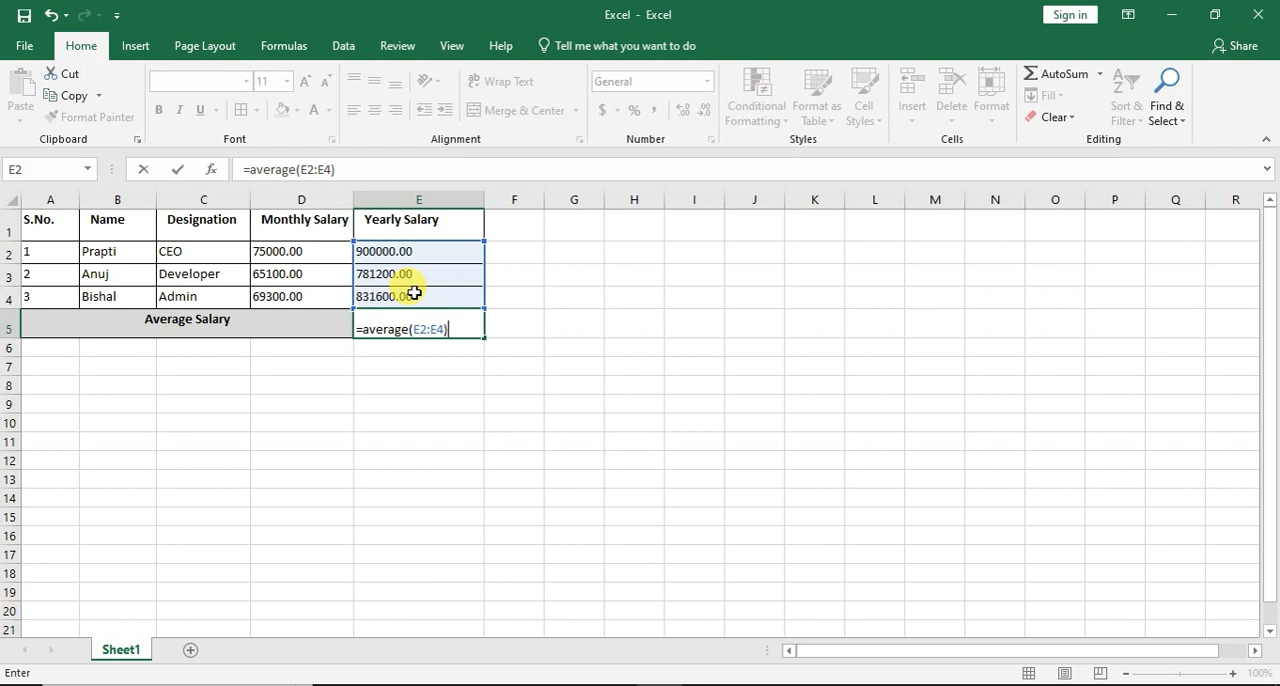 Excel - Excel
Sign in
File Home Insert Page Layout Formulas Data Review View Help Tell me what you want to do Share
Paste
Cut
Copy
Format Painter
Clipboard
11
B I U
Font
Wrap Text
Merge & Center
Alignment
General
$ % ,
Number
Conditional Formatting
Format as Table
Cell Styles
Styles
Insert Delete Format
Cells
AutoSum
Fill
Clear
Sort & Filter
Find & Select
Editing
E2 fx =average(E2:E4)
A B C D E F G H I J K L M N O P Q R
1 S.No. Name Designation Monthly Salary Yearly Salary
2 1 Prapti CEO 75000.00 900000.00
3 2 Anuj Developer 65100.00 781200.00
4 3 Bishal Admin 69300.00 831600.00
5 Average Salary =average(E2:E4)
6
7
8
9
10
11
12
13
14
15
16
17
18
19
20
21
Sheet1
Enter
100%